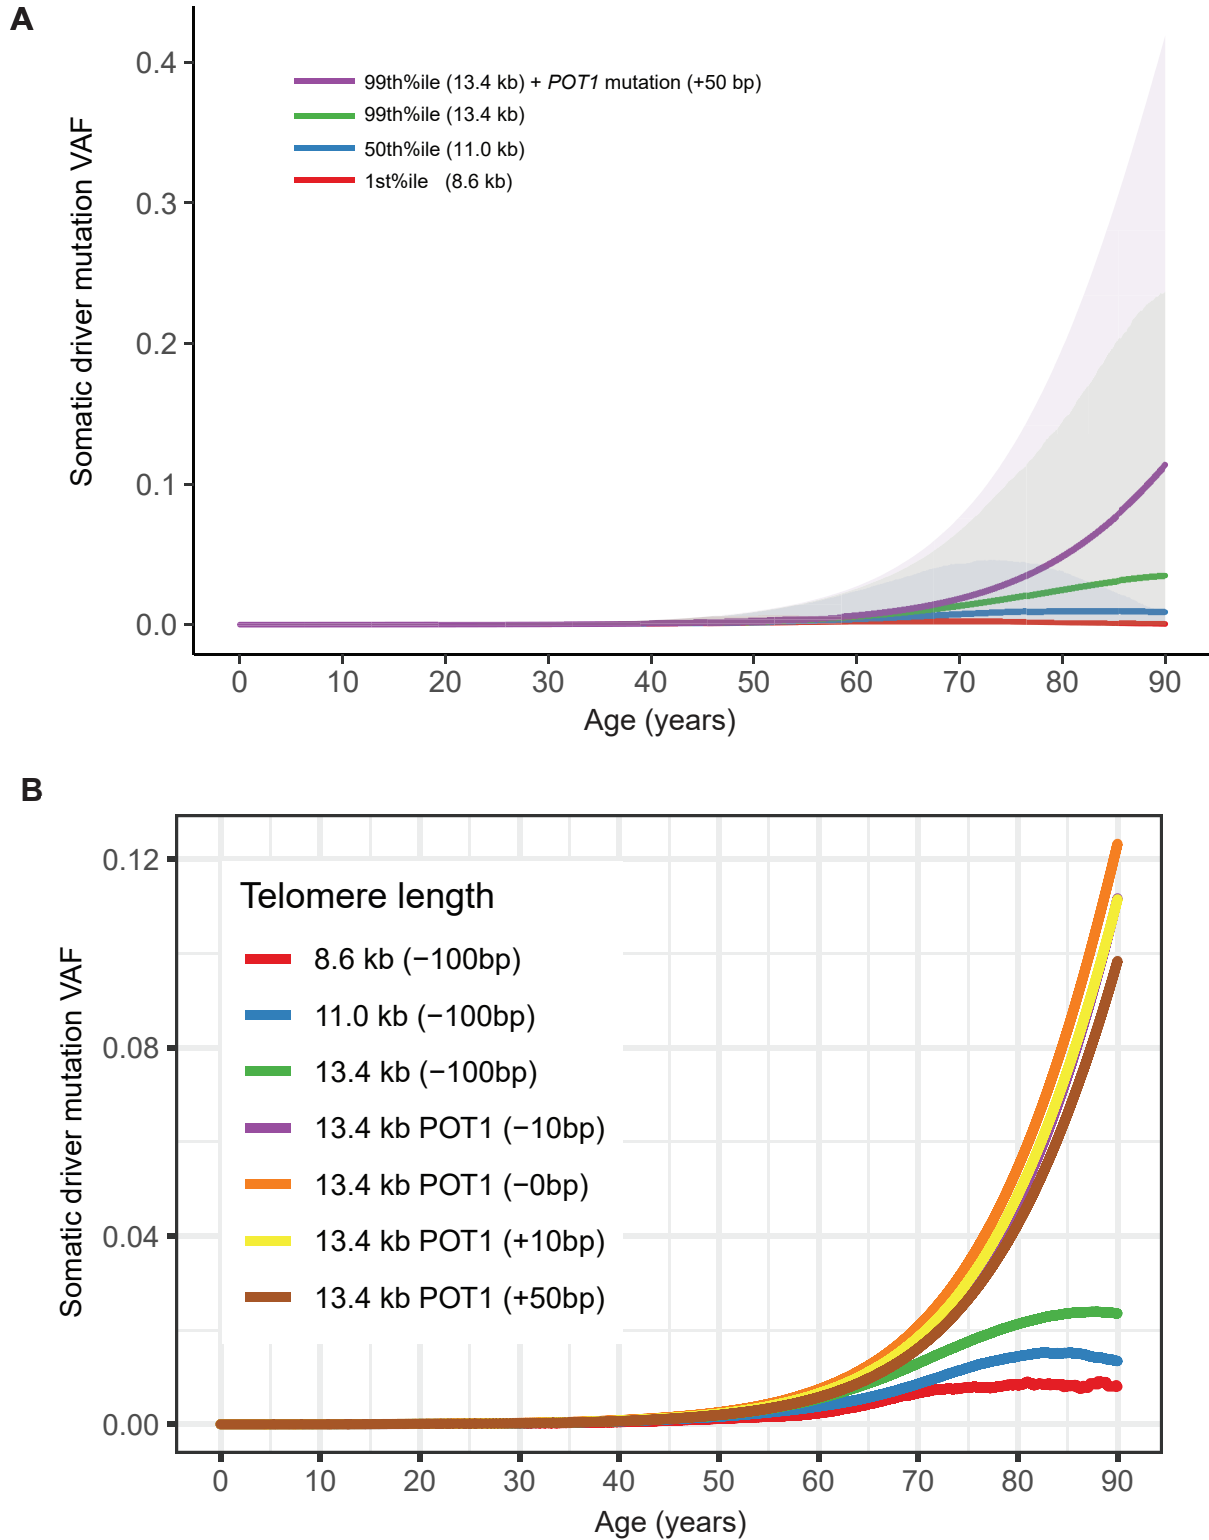 A
0.4
0.3
0.2
0.1
0.0
Somatic driver mutation VAF
99th%ile (13.4 kb) + POT1 mutation (+50 bp)
99th%ile (13.4 kb)
50th%ile (11.0 kb)
1st%ile (8.6 kb)
0 10 20 30 40 50 60 70 80 90
Age (years)
B
0.12
0.08
0.04
0.00
Somatic driver mutation VAF
Telomere length
8.6 kb (−100bp)
11.0 kb (−100bp)
13.4 kb (−100bp)
13.4 kb POT1 (−10bp)
13.4 kb POT1 (−0bp)
13.4 kb POT1 (+10bp)
13.4 kb POT1 (+50bp)
0 10 20 30 40 50 60 70 80 90
Age (years)